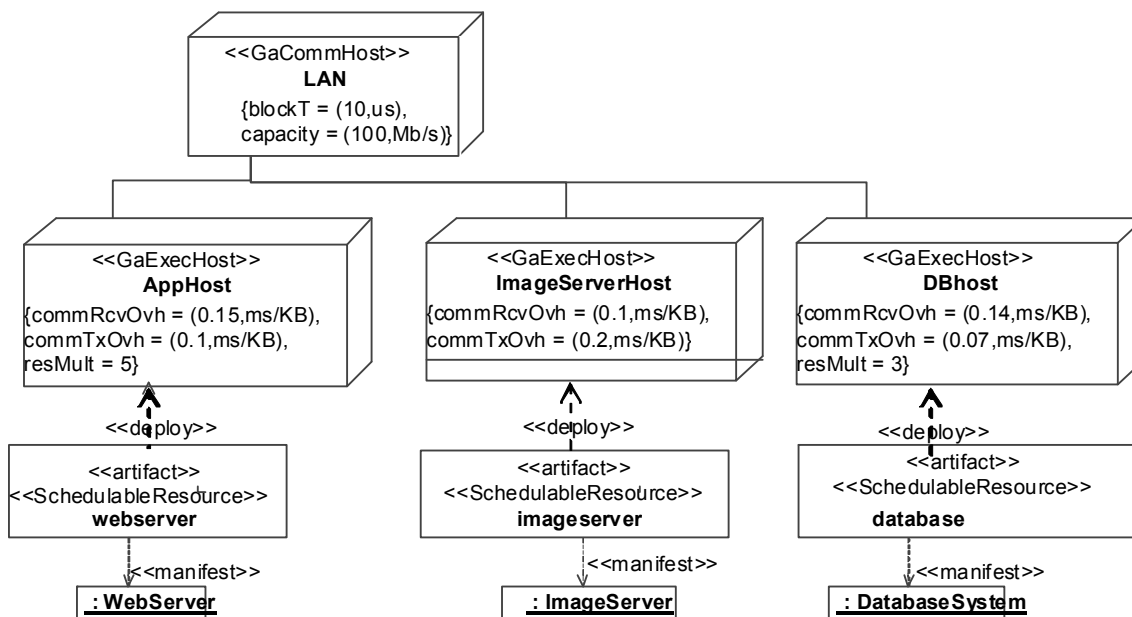 <<GaCommHost>>
LAN
{blockT = (10,us),
capacity = (100,Mb/s)}
<<GaExecHost>>
AppHost
{commRcvOvh = (0.15,ms/KB),
commTxOvh = (0.1,ms/KB),
resMult = 5}
<<GaExecHost>>
ImageServerHost
{commRcvOvh = (0.1,ms/KB),
commTxOvh = (0.2,ms/KB)}
<<GaExecHost>>
DBhost
{commRcvOvh = (0.14,ms/KB),
commTxOvh = (0.07,ms/KB),
resMult = 3}
<<deploy>>
<<deploy>>
<<deploy>>
<<artifact>>
<<SchedulableResource>>
webserver
<<artifact>>
<<SchedulableResource>>
imageserver
<<artifact>>
<<SchedulableResource>>
database
<<manifest>>
<<manifest>>
<<manifest>>
: WebServer
: ImageServer
: DatabaseSystem